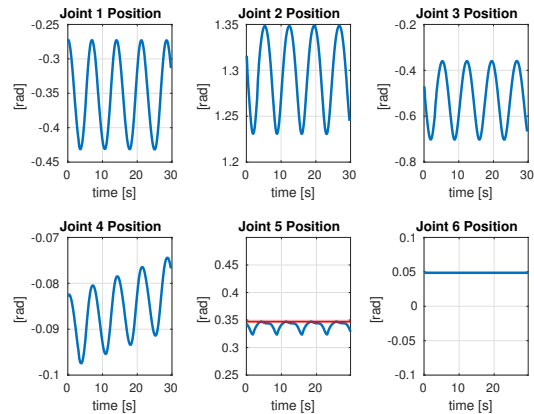 Joint 1 Position Joint 2 Position Joint 3 Position
-0.25 1.35 -0.2
-0.3 1.3 -0.4
-0.35
-0.4 1.25 -0.6
-0.45 1.2 -0.8
[rad] [rad] [rad]
0 10 20 30 0 10 20 30 0 10 20 30
time [s] time [s] time [s]
Joint 4 Position Joint 5 Position Joint 6 Position
-0.07 0.1
0.45
-0.08 0.05
0.4
0.35 0
-0.09
0.3 -0.05
-0.1 0.25 -0.1
[rad] [rad] [rad]
0 10 20 30 0 10 20 30 0 10 20 30
time [s] time [s] time [s]